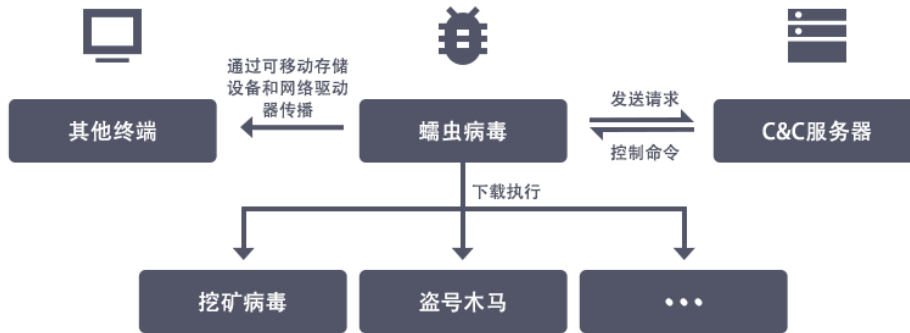 通过可移动存储
设备和网络驱动
器传播
发送请求
其他终端
蠕虫病毒
C&C服务器
控制命令
下载执行
挖矿病毒
盗号木马
•••